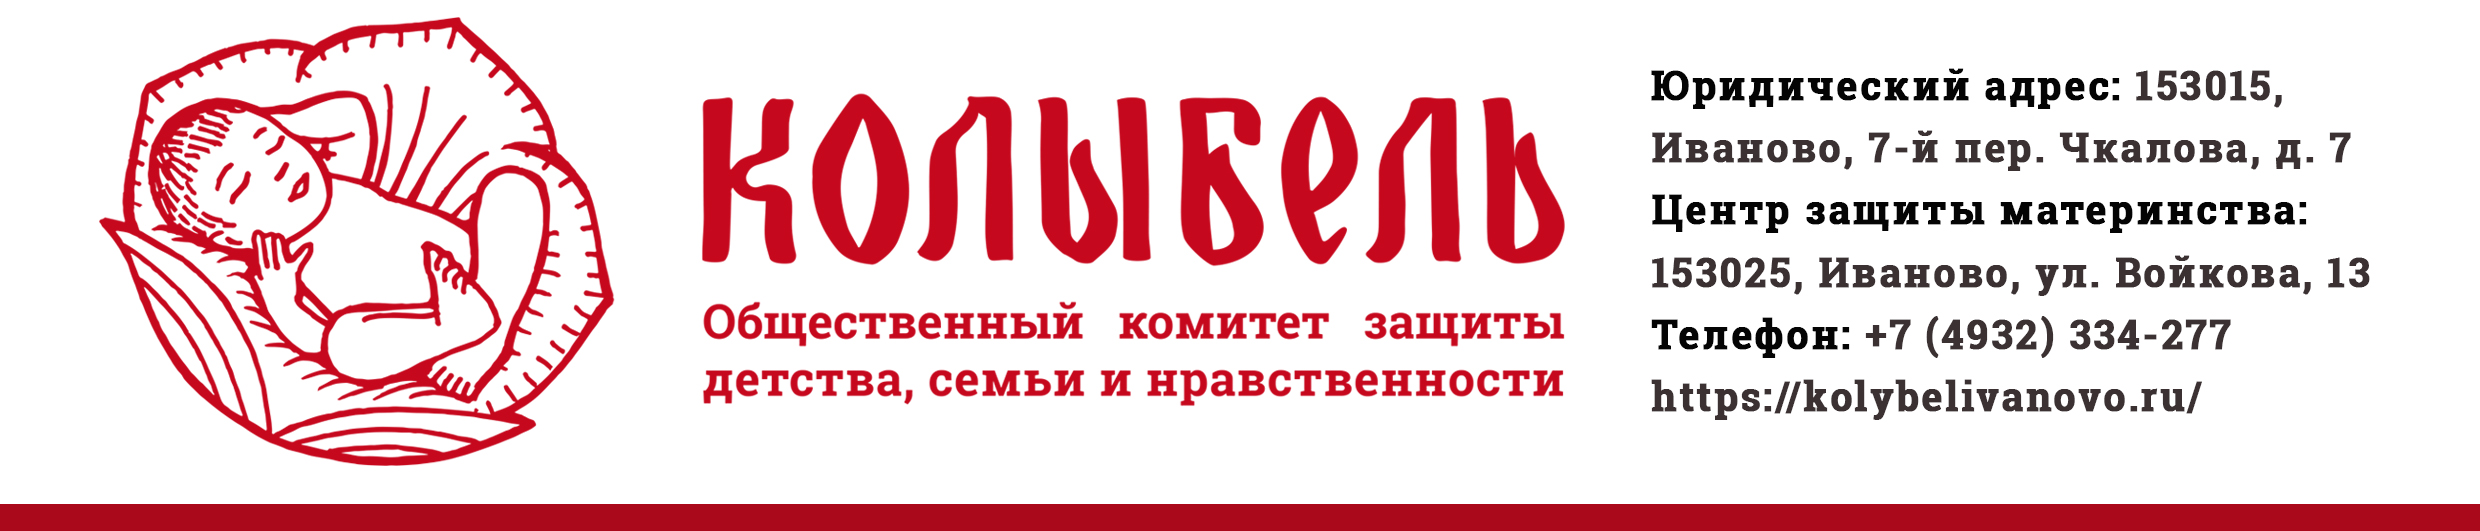 КОЛЫБЕЛЬ
Общественный комитет защиты
детства, семьи и нравственности
Юридический адрес: 153015,
Иваново, 7-й пер. Чкалова, д. 7
Центр защиты материнства:
153025, Иваново, ул. Войкова, 13
Телефон: +7 (4932) 334-277
https://kolybelivanovo.ru/